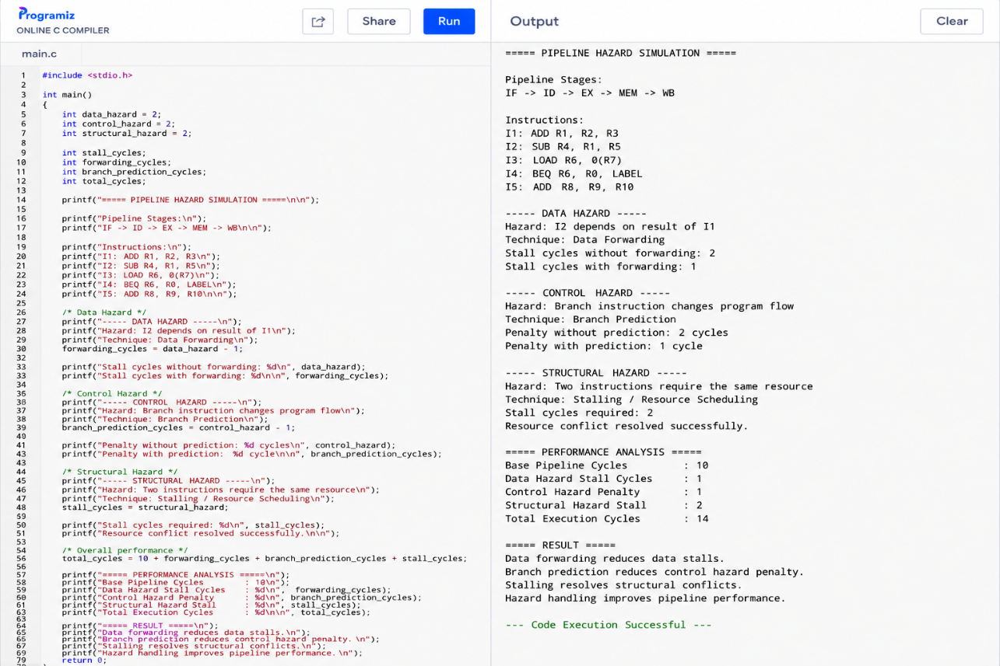 Programiz
ONLINE C COMPILER
Share
Run
main.c
1 #include <stdio.h>
2
3 int main()
4 {
5 int data_hazard = 2;
6 int control_hazard = 2;
7 int structural_hazard = 2;
8
9 int stall_cycles;
10 int forwarding_cycles;
11 int branch_prediction_cycles;
12 int total_cycles;
13
14 printf("===== PIPELINE HAZARD SIMULATION =====\n\n");
15
16 printf("Pipeline Stages:\n");
17 printf("IF -> ID -> EX -> MEM -> WB\n\n");
18
19 printf("Instructions:\n");
20 printf("I1: ADD R1, R2, R3\n");
21 printf("I2: SUB R4, R1, R5\n");
22 printf("I3: LOAD R6, 0(R7)\n");
23 printf("I4: BEQ R6, R0, LABEL\n");
24 printf("I5: ADD R8, R9, R10\n\n");
25
26 /* Data Hazard */
27 printf("----- DATA HAZARD -----\n");
28 printf("Hazard: I2 depends on result of I1\n");
29 printf("Technique: Data Forwarding\n");
30 forwarding_cycles = data_hazard - 1;
32
33 printf("Stall cycles without forwarding: %d\n", data_hazard);
33 printf("Stall cycles with forwarding: %d\n\n", forwarding_cycles);
34
36 /* Control Hazard */
36 printf("----- CONTROL HAZARD -----\n");
37 printf("Hazard: Branch instruction changes program flow\n");
38 printf("Technique: Branch Prediction\n");
39 branch_prediction_cycles = control_hazard - 1;
40
41 printf("Penalty without prediction: %d cycles\n", control_hazard);
43 printf("Penalty with prediction: %d cycle\n\n", branch_prediction_cycles);
43
44 /* Structural Hazard */
45 printf("----- STRUCTURAL HAZARD -----\n");
46 printf("Hazard: Two instructions require the same resource\n");
47 printf("Technique: Stalling / Resource Scheduling\n");
48 stall_cycles = structural_hazard;
59
50 printf("Stall cycles required: %d\n", stall_cycles);
51 printf("Resource conflict resolved successfully.\n\n");
53
54 /* Overall performance */
56 total_cycles = 10 + forwarding_cycles + branch_prediction_cycles + stall_cycles;
56
57 printf("===== PERFORMANCE ANALYSIS =====\n");
58 printf("Base Pipeline Cycles : 10\n");
59 printf("Data Hazard Stall Cycles : %d\n", forwarding_cycles);
60 printf("Control Hazard Penalty : %d\n", branch_prediction_cycles);
61 printf("Structural Hazard Stall : %d\n", stall_cycles);
63 printf("Total Execution Cycles : %d\n\n", total_cycles);
63
64 printf("===== RESULT =====\n");
65 printf("Data forwarding reduces data stalls.\n");
66 printf("Branch prediction reduces control hazard penalty. \n");
67 printf("Stalling resolves structural conflicts.\n");
69 printf("Hazard handling improves pipeline performance. \n");
79 return 0;
Output
Clear
===== PIPELINE HAZARD SIMULATION =====
Pipeline Stages:
IF -> ID -> EX -> MEM -> WB
Instructions:
I1: ADD R1, R2, R3
I2: SUB R4, R1, R5
I3: LOAD R6, 0(R7)
I4: BEQ R6, R0, LABEL
I5: ADD R8, R9, R10
----- DATA HAZARD -----
Hazard: I2 depends on result of I1
Technique: Data Forwarding
Stall cycles without forwarding: 2
Stall cycles with forwarding: 1
----- CONTROL HAZARD -----
Hazard: Branch instruction changes program flow
Technique: Branch Prediction
Penalty without prediction: 2 cycles
Penalty with prediction: 1 cycle
----- STRUCTURAL HAZARD -----
Hazard: Two instructions require the same resource
Technique: Stalling / Resource Scheduling
Stall cycles required: 2
Resource conflict resolved successfully.
===== PERFORMANCE ANALYSIS =====
Base Pipeline Cycles : 10
Data Hazard Stall Cycles : 1
Control Hazard Penalty : 1
Structural Hazard Stall : 2
Total Execution Cycles : 14
===== RESULT =====
Data forwarding reduces data stalls.
Branch prediction reduces control hazard penalty.
Stalling resolves structural conflicts.
Hazard handling improves pipeline performance.
--- Code Execution Successful ---